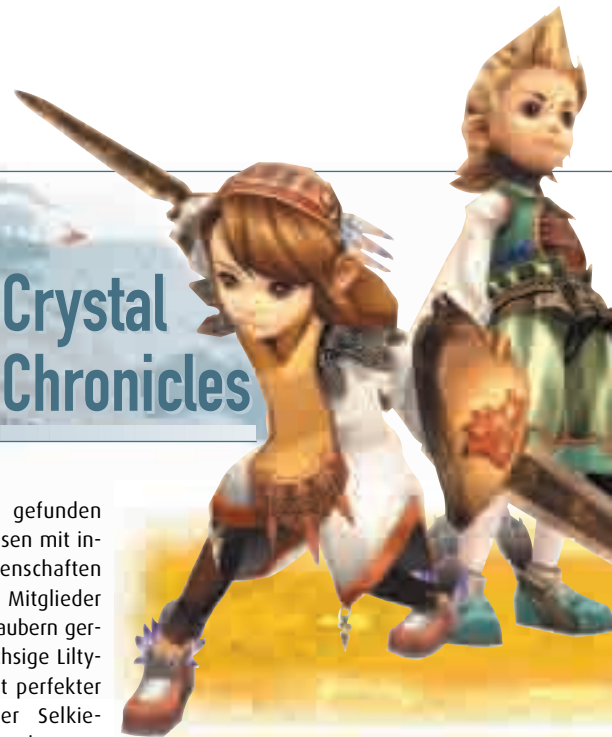 Crystal
Chronicles
gefunden
sen mit in-
enschaften
Mitglieder
aubern ger-
hsige Lilty-
t perfekter
er Selkie-